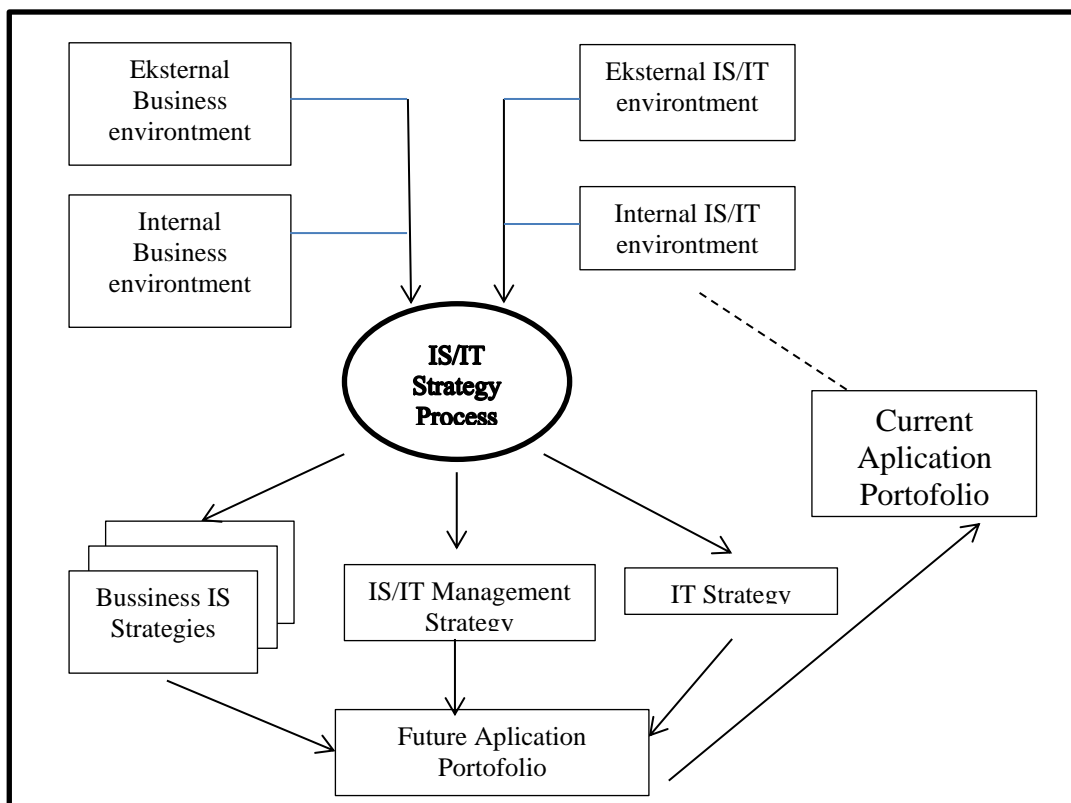 Eksternal
Business
environtment
Eksternal IS/IT
environtment
Internal
Business
environtment
Internal IS/IT
environtment
IS/IT
Strategy
Process
Current
Aplication
Portofolio
Bussiness IS
Strategies
IS/IT Management
Strategy
IT Strategy
Future Aplication
Portofolio